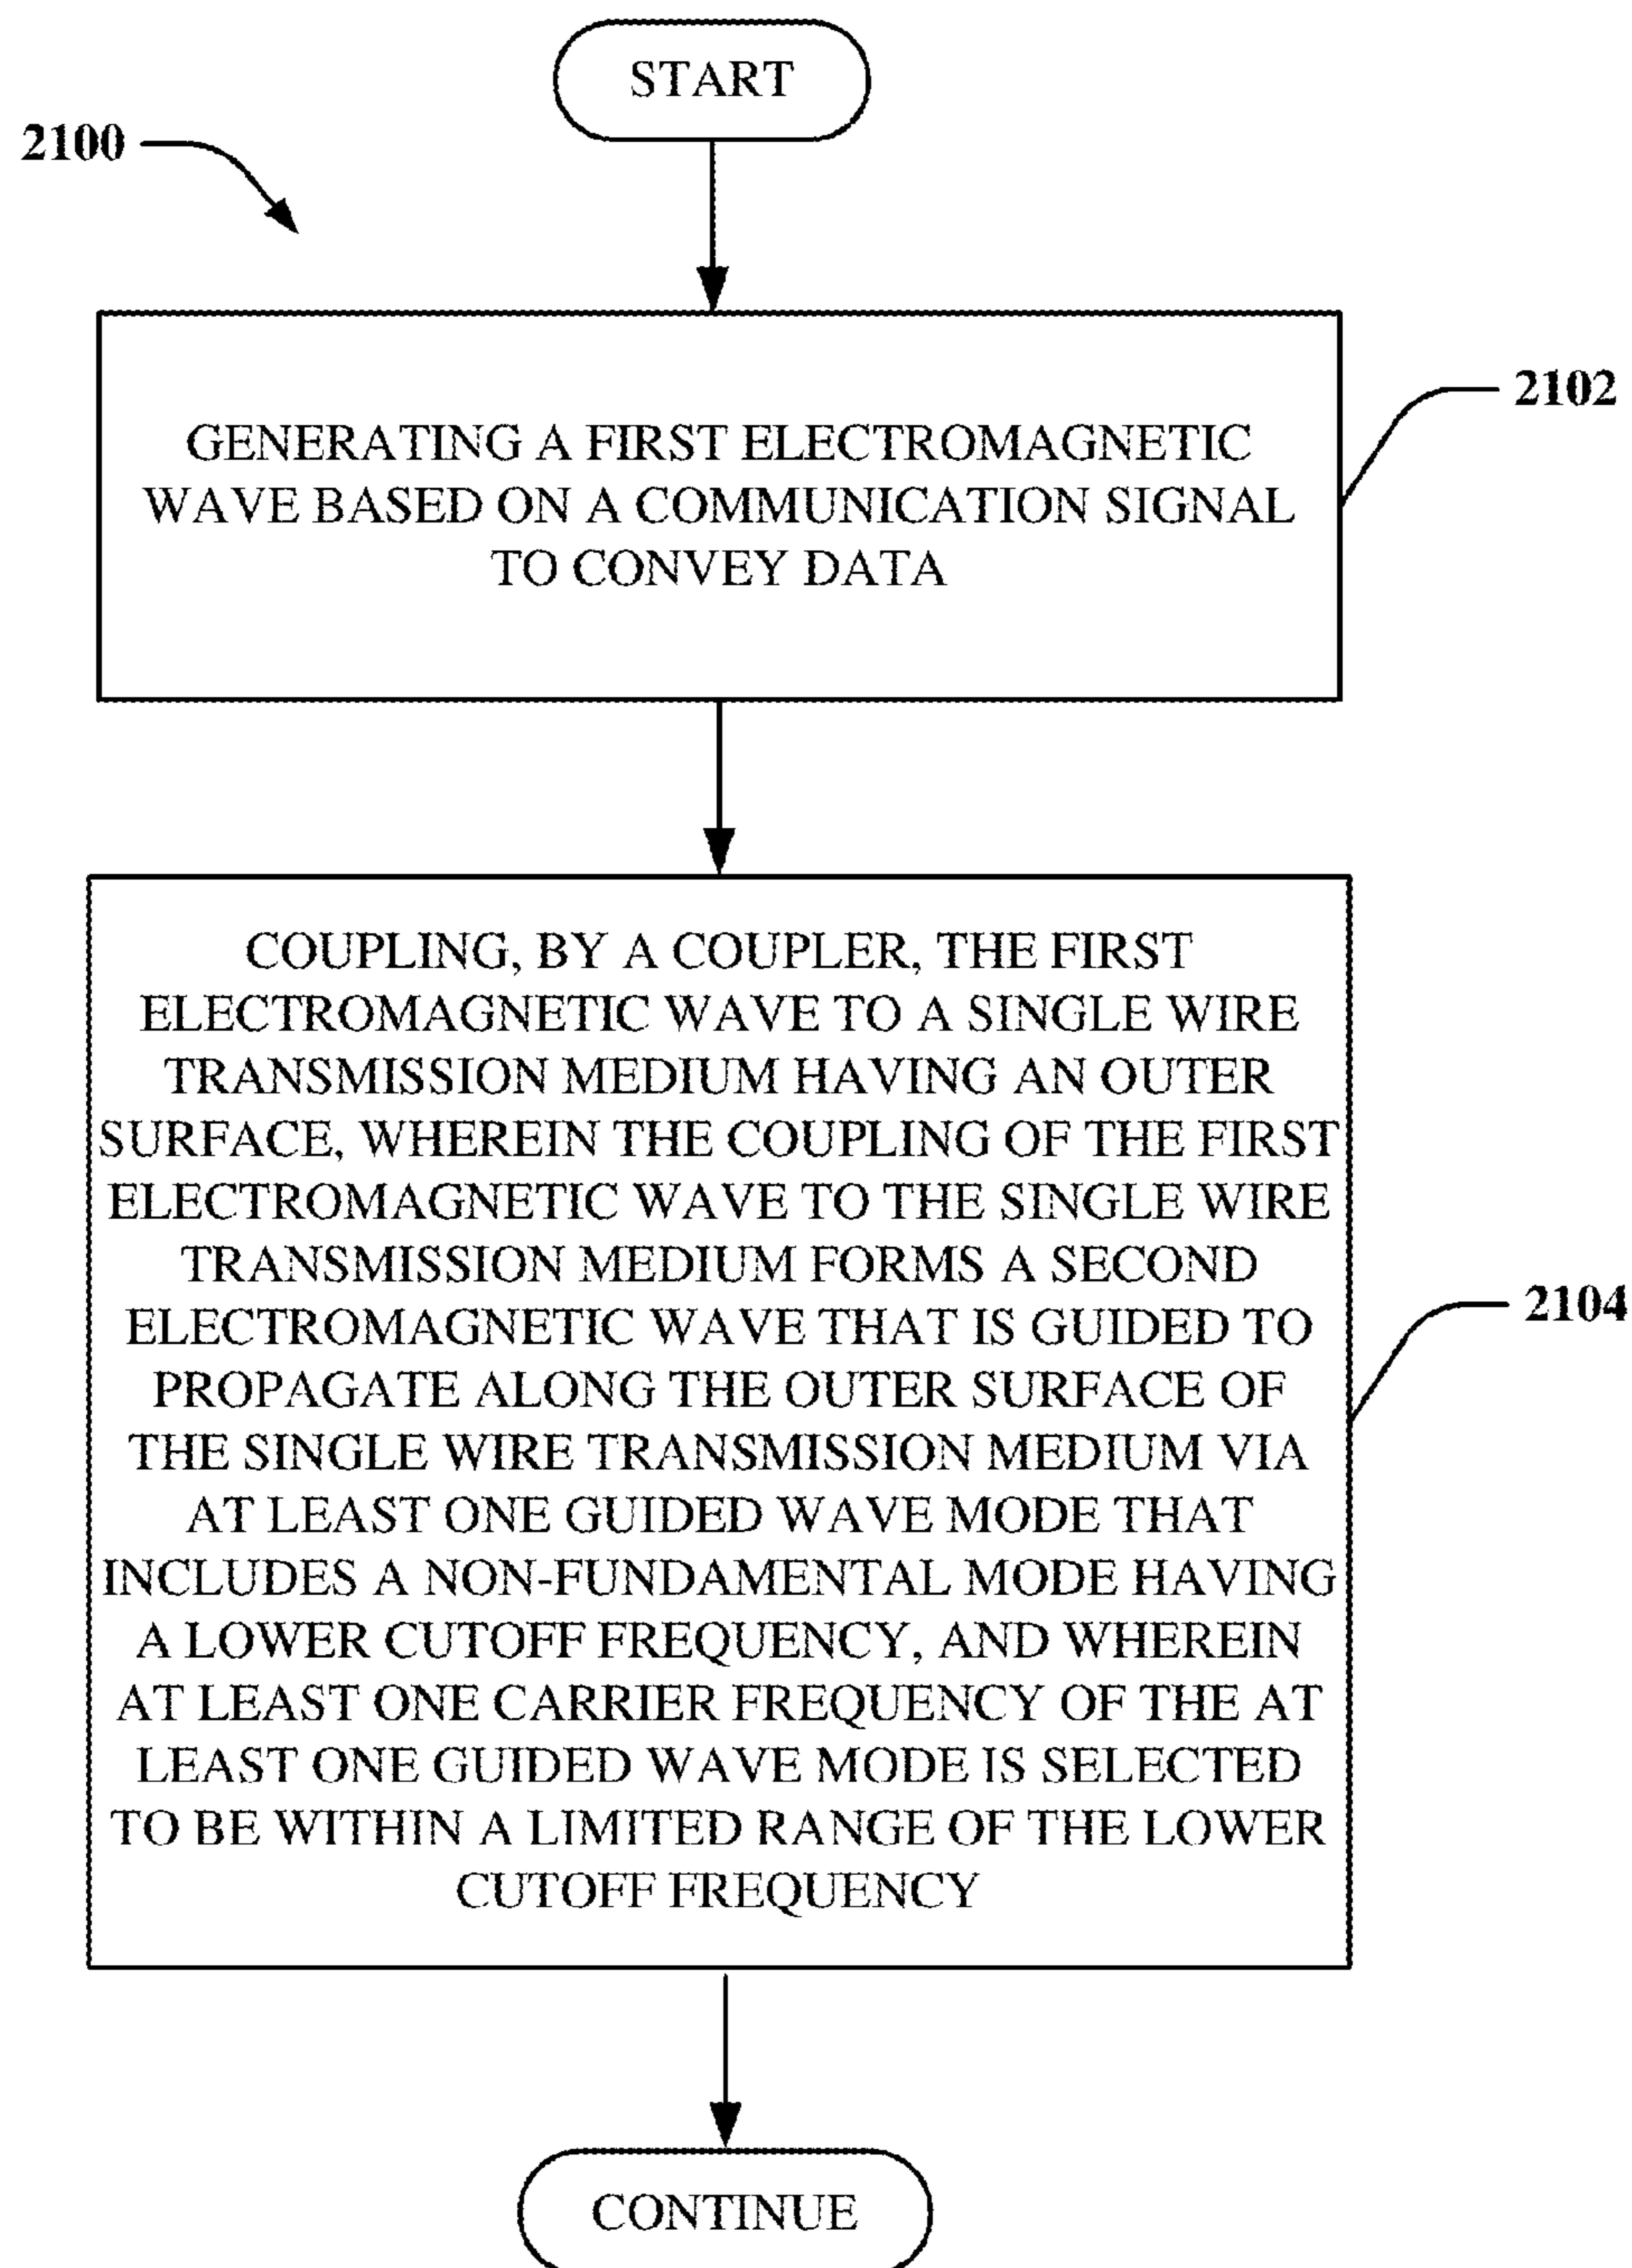 START
2100
2102
GENERATING A FIRST ELECTROMAGNETIC
WAVE BASED ON A COMMUNICATION SIGNAL
TO CONVEY DATA
COUPLING, BY A COUPLER, THE FIRST
ELECTROMAGNETIC WAVE TO A SINGLE WIRE
TRANSMISSION MEDIUM HAVING AN OUTER
SURFACE, WHEREIN THE COUPLING OF THE FIRST
ELECTROMAGNETIC WAVE TO THE SINGLE WIRE
TRANSMISSION MEDIUM FORMS A SECOND
ELECTROMAGNETIC WAVE THAT IS GUIDED TO
PROPAGATE ALONG THE OUTER SURFACE OF
THE SINGLE WIRE TRANSMISSION MEDIUM VIA
AT LEAST ONE GUIDED WAVE MODE THAT
INCLUDES A NON-FUNDAMENTAL MODE HAVING
A LOWER CUTOFF FREQUENCY, AND WHEREIN
AT LEAST ONE CARRIER FREQUENCY OF THE AT
LEAST ONE GUIDED WAVE MODE IS SELECTED
TO BE WITHIN A LIMITED RANGE OF THE LOWER
CUTOFF FREQUENCY
2104
CONTINUE